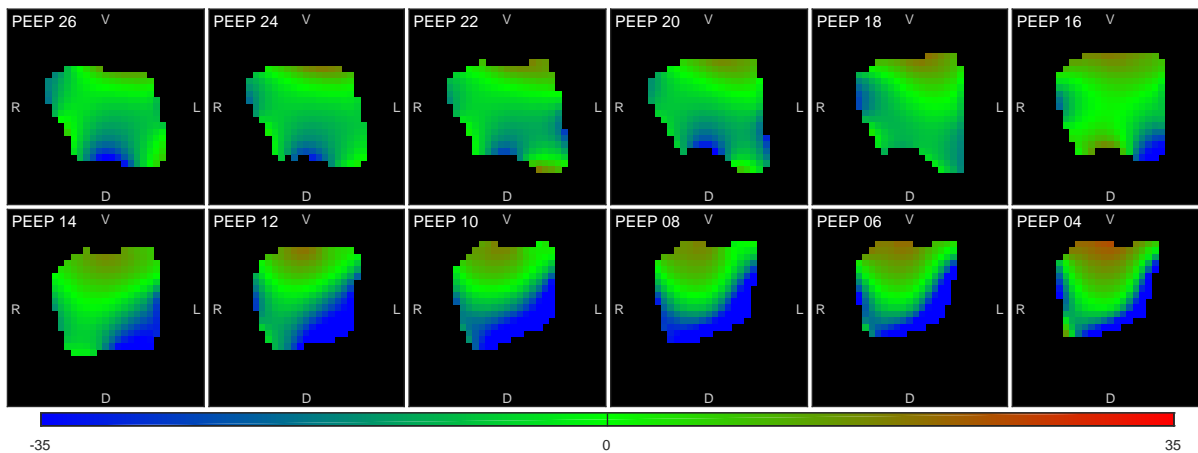 PEEP 26 V PEEP 24 V PEEP 22 V PEEP 20 V PEEP 18 V PEEP 16 V
R L R L R L R L R L R L
D D D D D D
PEEP 14 V PEEP 12 V PEEP 10 V PEEP 08 V PEEP 06 V PEEP 04 V
R L R L R L R L R L R L
D D D D D D
-35 0 35